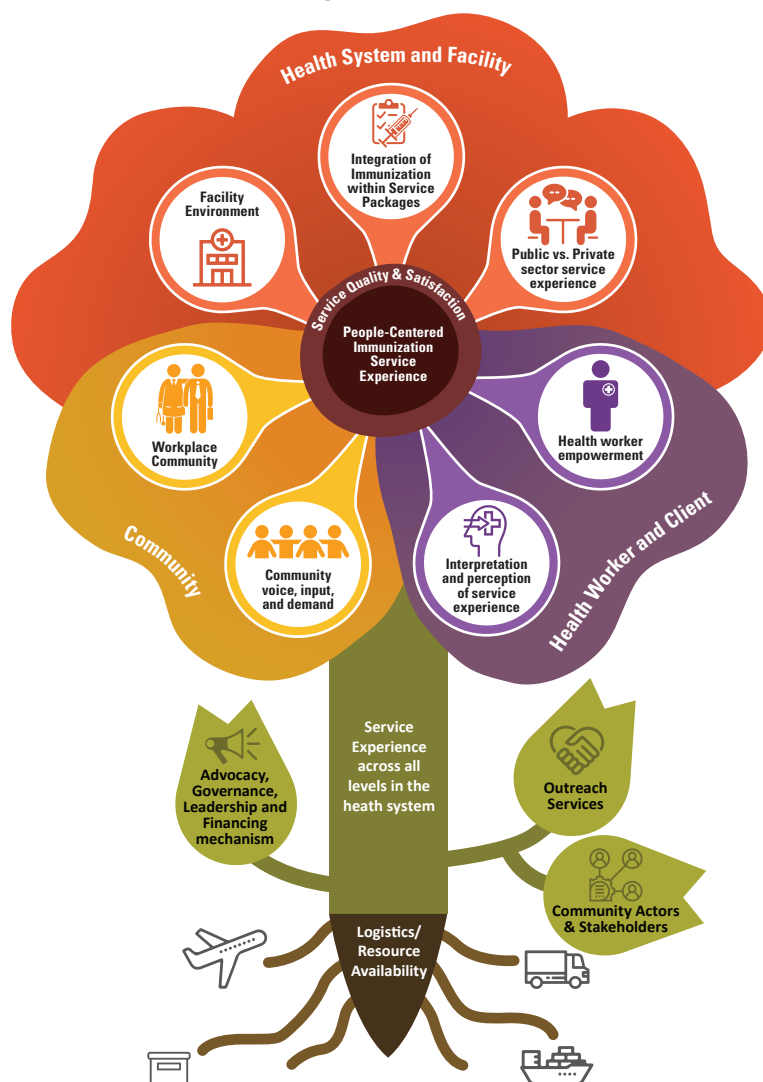 Health System and Facility
Integration of
Immunization
within Service
Packages
Facility
Environment
Public vs. Private
sector service
experience
Service Quality & Satisfaction
People-Centered
Immunization
Service
Experience
Workplace
Community
Health worker
empowerment
Community
Community
voice, input,
and demand
Interpretation
and perception
of service
experience
Health Worker and Client
Service
Experience
across all
levels in the
heath system
Advocacy,
Governance,
Leadership and
Financing
mechanism
Outreach
Services
Community Actors
& Stakeholders
Logistics/
Resource
Availability